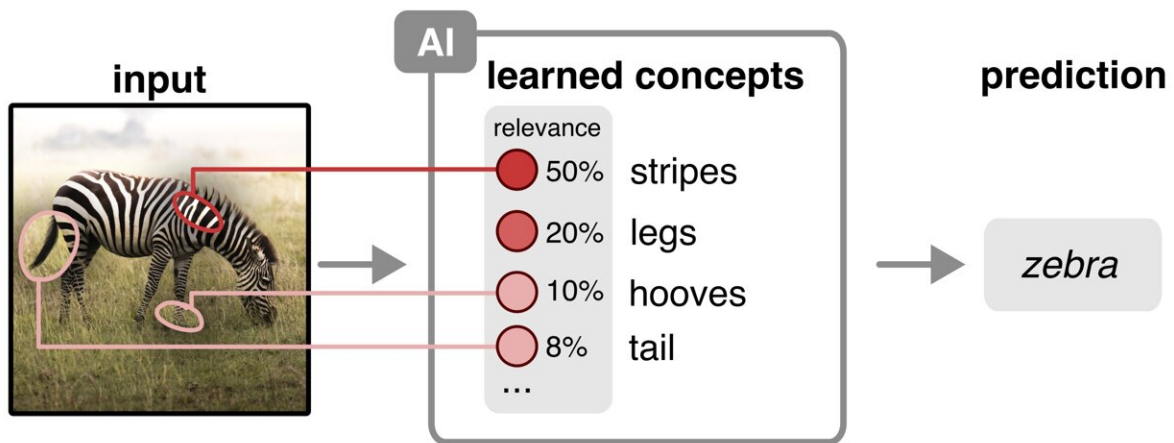 AI
input
learned concepts
prediction
relevance
50% stripes
20% legs
10% hooves
8% tail
...
zebra